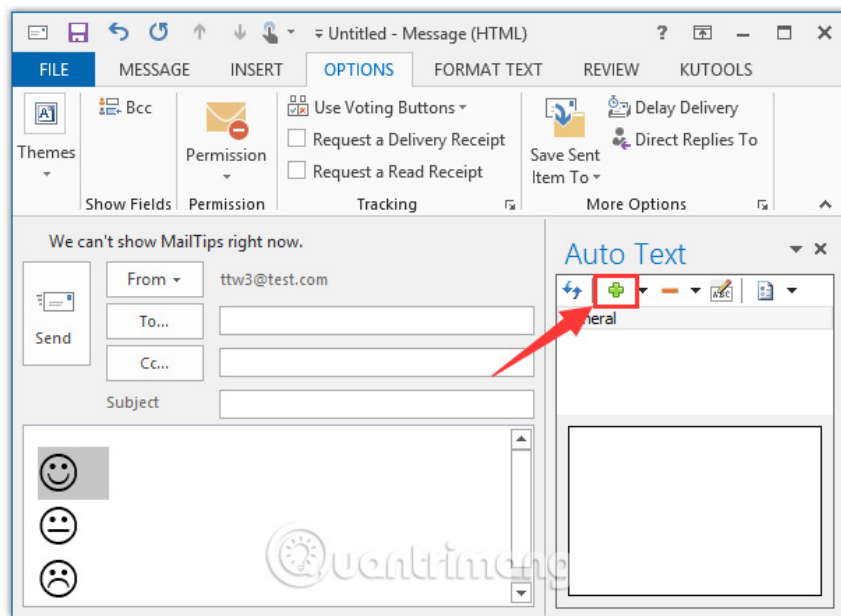 Untitled - Message (HTML)
FILE MESSAGE INSERT OPTIONS FORMAT TEXT REVIEW KUTOOLS
Bcc Use Voting Buttons Delay Delivery
Themes Permission Request a Delivery Receipt Save Sent Item To Direct Replies To
Request a Read Receipt
Show Fields Permission Tracking More Options
We can't show MailTips right now.
Auto Text
From ttw3@test.com
ABC
To...
neral
Send
Cc...
Subject
Quantrimang